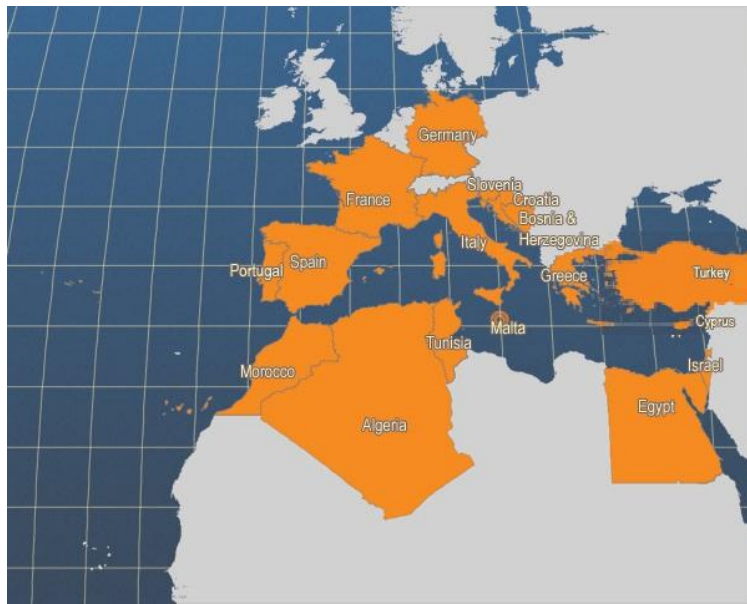 Germany
Slovenia
France
Croatia
Bosnia &
Herzegovina
Italy
Portugal
Spain
Greece
Turkey
Cyprus
Malta
Tunisia
Israel
Morocco
Egypt
Algeria